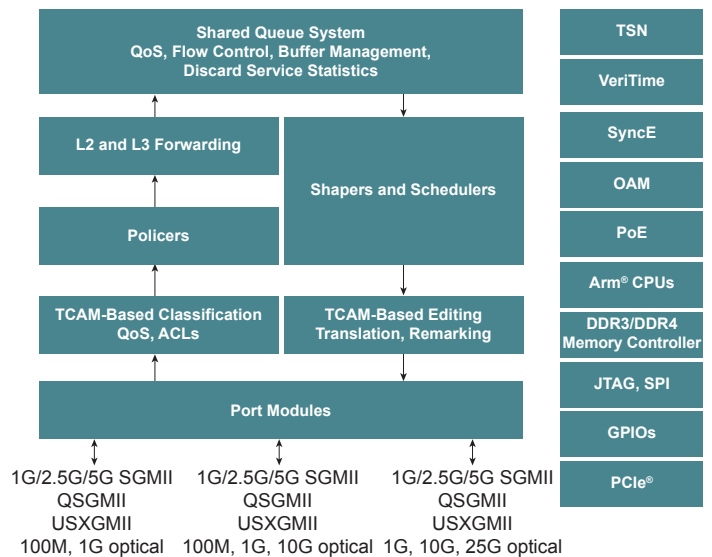 Shared Queue System
QoS, Flow Control, Buffer Management,
Discard Service Statistics
L2 and L3 Forwarding
Policers
TCAM-Based Classification
QoS, ACLs
Shapers and Schedulers
TCAM-Based Editing
Translation, Remarking
Port Modules
1G/2.5G/5G SGMII
QSGMII
USXGMII
100M, 1G optical
1G/2.5G/5G SGMII
QSGMII
USXGMII
100M, 1G, 10G optical
1G/2.5G/5G SGMII
QSGMII
USXGMII
1G, 10G, 25G optical
TSN
VeriTime
SyncE
OAM
PoE
Arm® CPUs
DDR3/DDR4
Memory Controller
JTAG, SPI
GPIOs
PCIe®